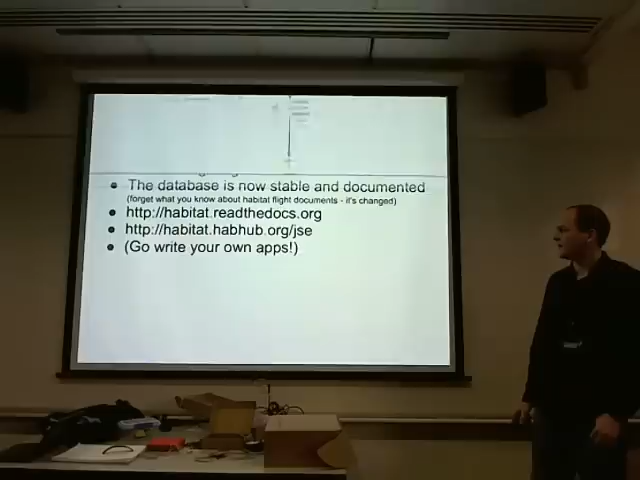 The database is now stable and documented
(forget what you know about habitat flight documents - it's changed)
http://habitat.readthedocs.org
http://habitat.habhub.org/jse
(Go write your own apps!)